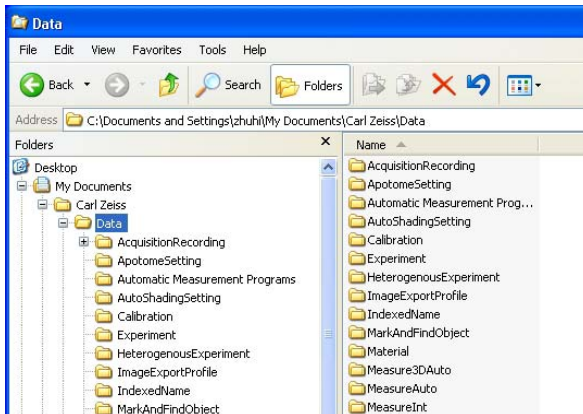 Data
File Edit View Favorites Tools Help
Back Search Folders
Address C:\Documents and Settings\zhuhi\My Documents\Carl Zeiss\Data
Folders x Name
Desktop
My Documents
Carl Zeiss
Data
AcquisitionRecording
ApotomeSetting
Automatic Measurement Programs
AutoShadingSetting
Calibration
Experiment
HeterogenousExperiment
ImageExportProfile
IndexedName
MarkAndFindObject
AcquisitionRecording
ApotomeSetting
Automatic Measurement Prog...
AutoShadingSetting
Calibration
Experiment
HeterogenousExperiment
ImageExportProfile
IndexedName
MarkAndFindObject
Material
Measure3DAuto
MeasureAuto
MeasureInt